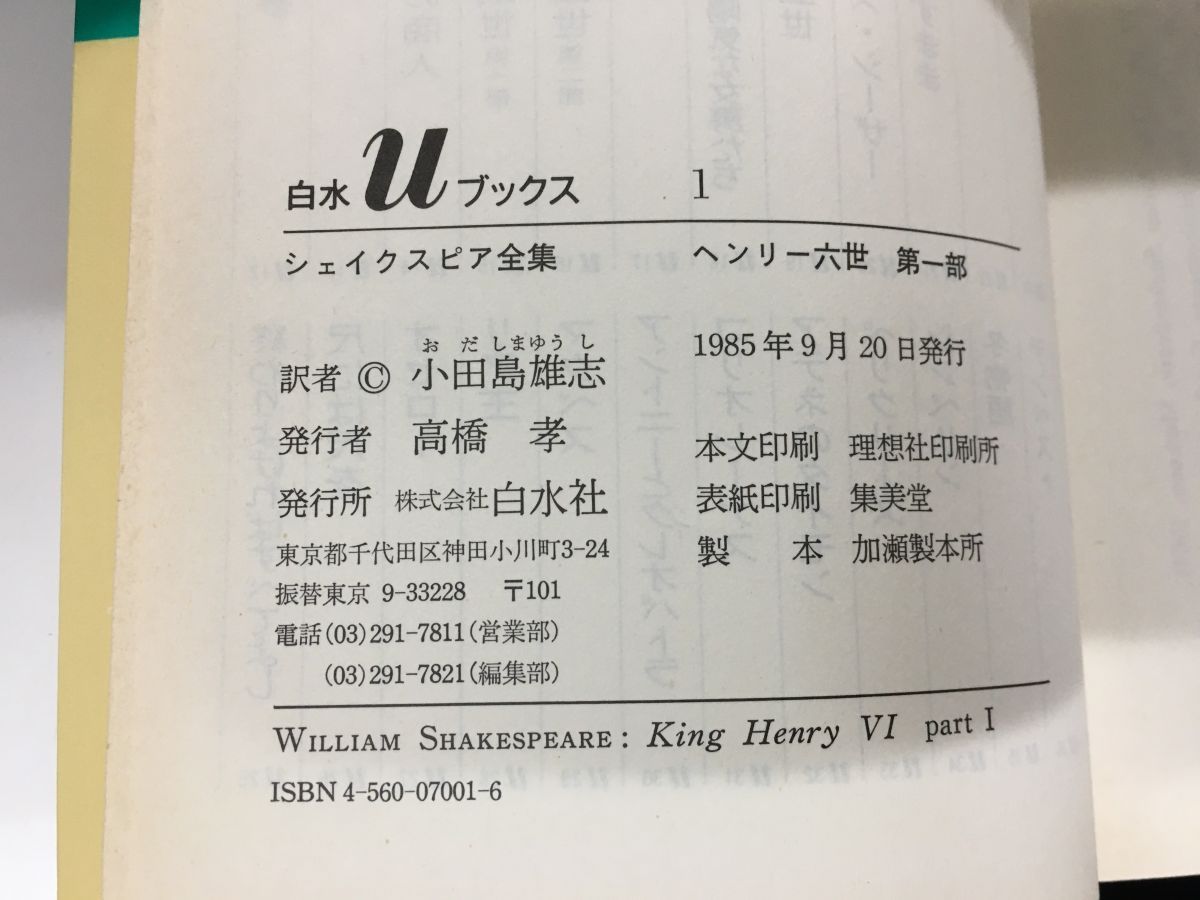 白水uブックス 1
シェイクスピア全集 ヘンリー六世 第一部
おだしまゆうし
訳者 © 小田島雄志
発行者 高橋 孝
発行所 株式会社白水社
東京都千代田区神田小川町3-24
振替東京 9-33228 〒101
電話(03)291-7811(営業部)
(03)291-7821(編集部)
1985年9月20日発行
本文印刷 理想社印刷所
表紙印刷 集美堂
製本 加瀬製本所
WILLIAM SHAKESPEARE: King Henry VI part I
ISBN 4-560-07001-6